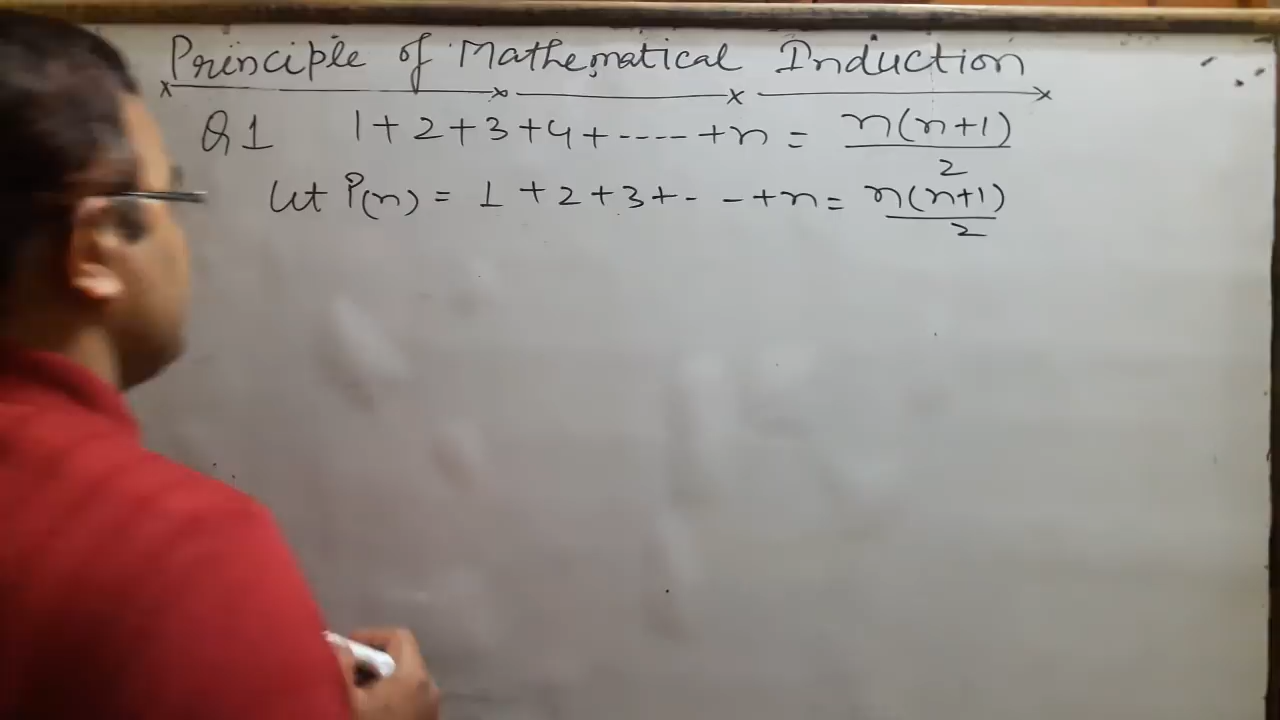 Principle of Mathematical Induction
Q1 1+2+3+4+-----+n = n(n+1)/2
Let P(n) = 1+2+3+- -+n = n(n+1)/2